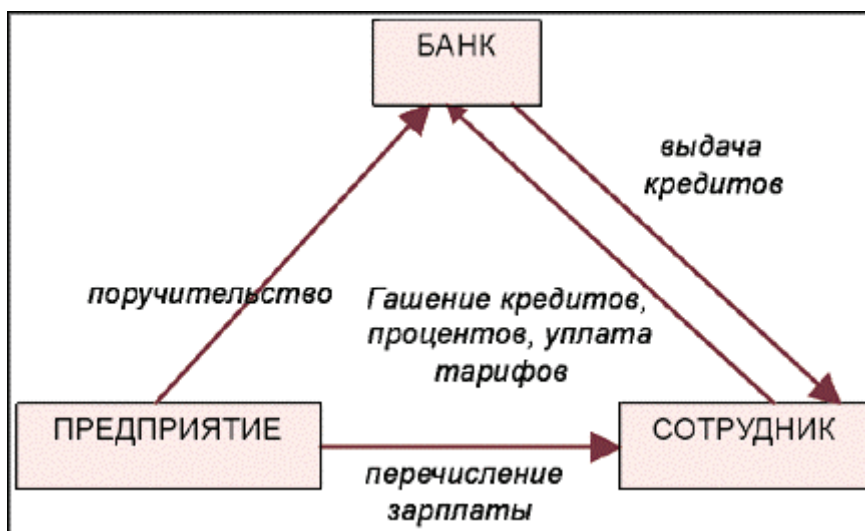 БАНК
выдача
кредитов
поручительство
Гашение кредитов,
процентов, уплата
тарифов
ПРЕДПРИЯТИЕ
СОТРУДНИК
перечисление
зарплаты